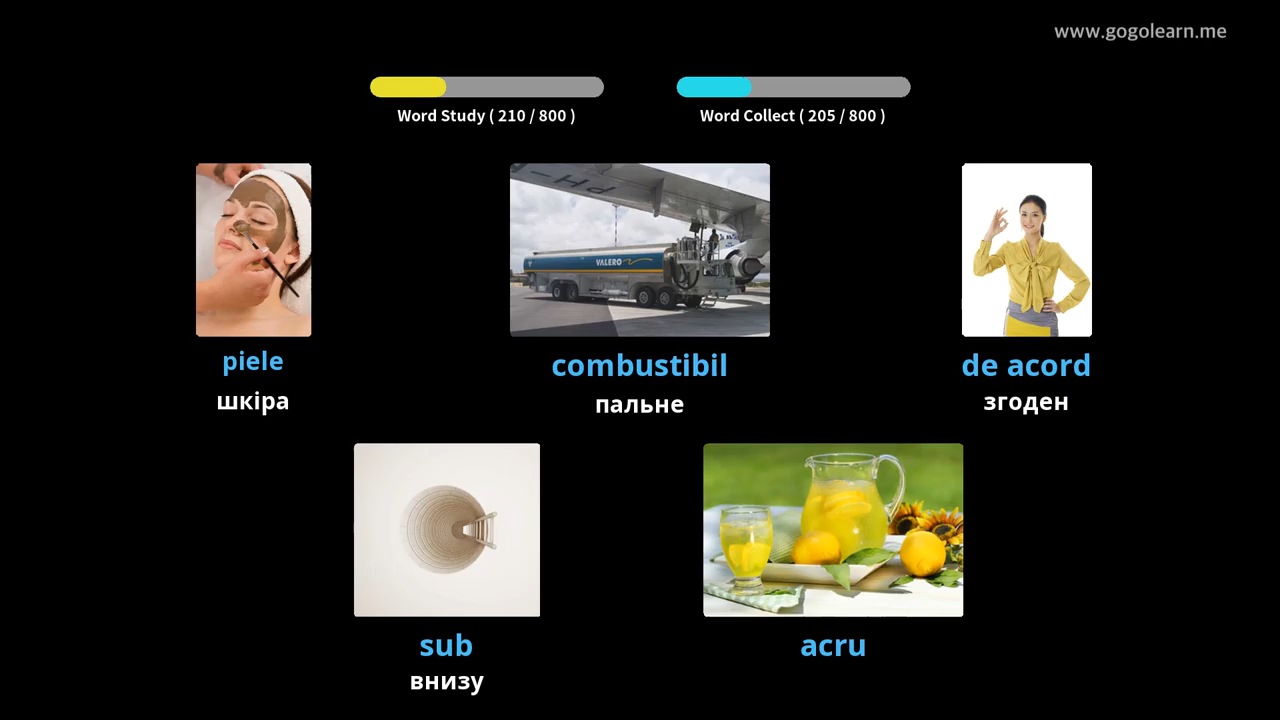 www.gogolearn.me
Word Study ( 210 / 800 )
Word Collect ( 205 / 800 )
VALERO
piele
combustibil
de acord
шкіра
пальне
згоден
sub
acru
внизу